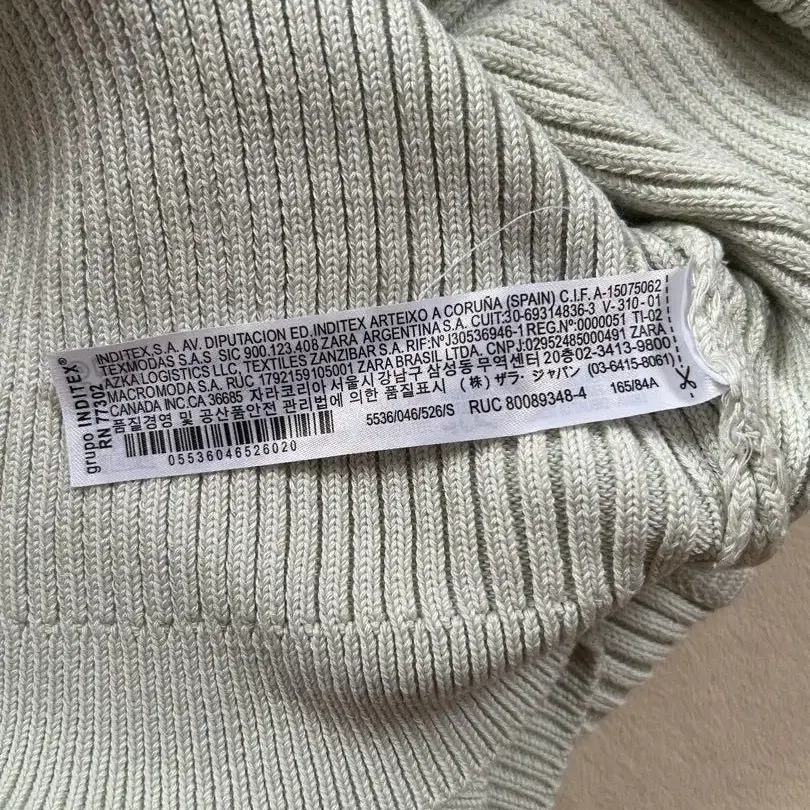 grupo INDITEX®
RN 77302
INDITEX.S.A. AV. DIPUTACION ED.INDITEX ARTEIXO A CORUÑA (SPAIN) C.I.F. A-15075062
TEXMODAS S.A.S SIC 900.123.408 ZARA ARGENTINA S.A. CUIT:30-69314836-3 V-310-01
AZKA LOGISTICS LLC, TEXTILES ZANZIBAR S.A.RIF:NºJ30536946-1 REG.Nº:0000051 TI-02
MACROMODA S.A. RUC 1792159105001 ZARA BRASIL LTDA. CNPJ:02952485000491 ZARA
CANADA INC.CA 36685 자라코리아 서울시 강남구 삼성동 무역센터 20층02-3413-9800
품질경영 및 공산품안전 관리법에 의한 품질표시 (株) ザラ・ジャパン (03-6415-8061)
5536/046/526/S RUC 80089348-4 165/84A
05536046526020